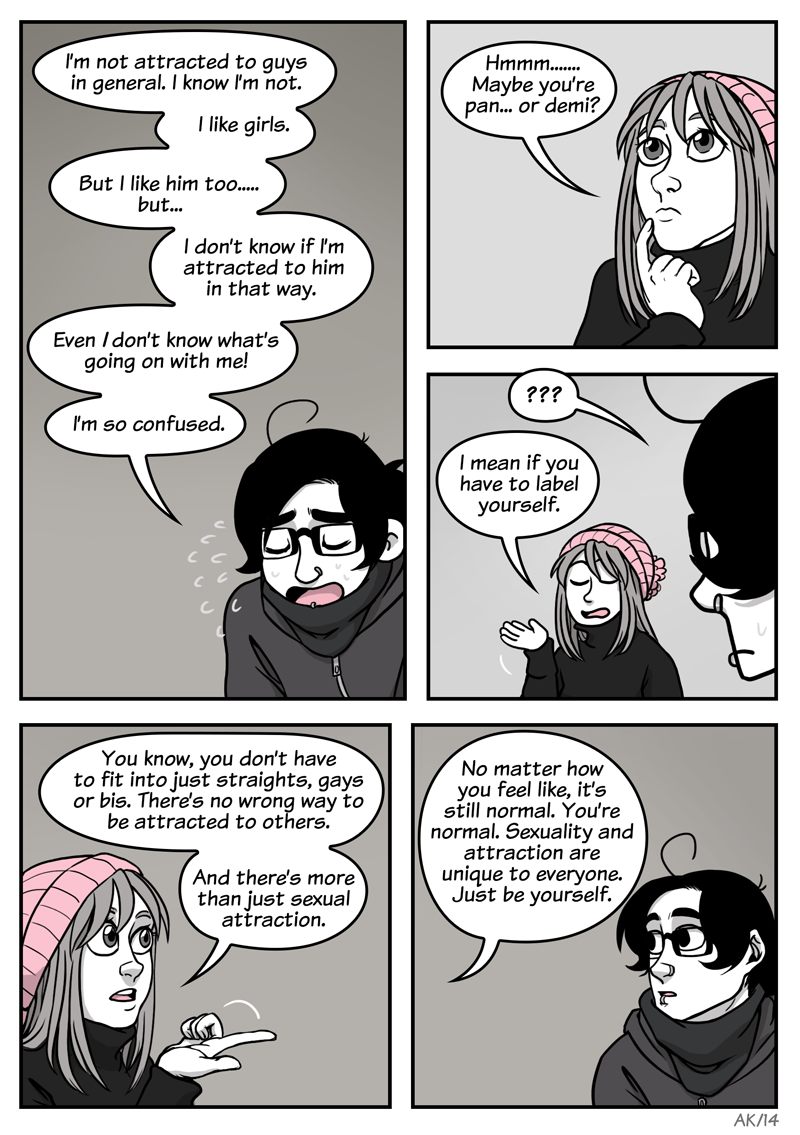 I'm not attracted to guys
in general. I know I'm not.
I like girls.
But I like him too.....
but...
I don't know if I'm
attracted to him
in that way.
Even I don't know what's
going on with me!
I'm so confused.
Hmmm.......
Maybe you're
pan... or demi?
???
I mean if you
have to label
yourself.
You know, you don't have
to fit into just straights, gays
or bis. There's no wrong way to
be attracted to others.
And there's more
than just sexual
attraction.
No matter how
you feel like, it's
still normal. You're
normal. Sexuality and
attraction are
unique to everyone.
Just be yourself.
AK/14